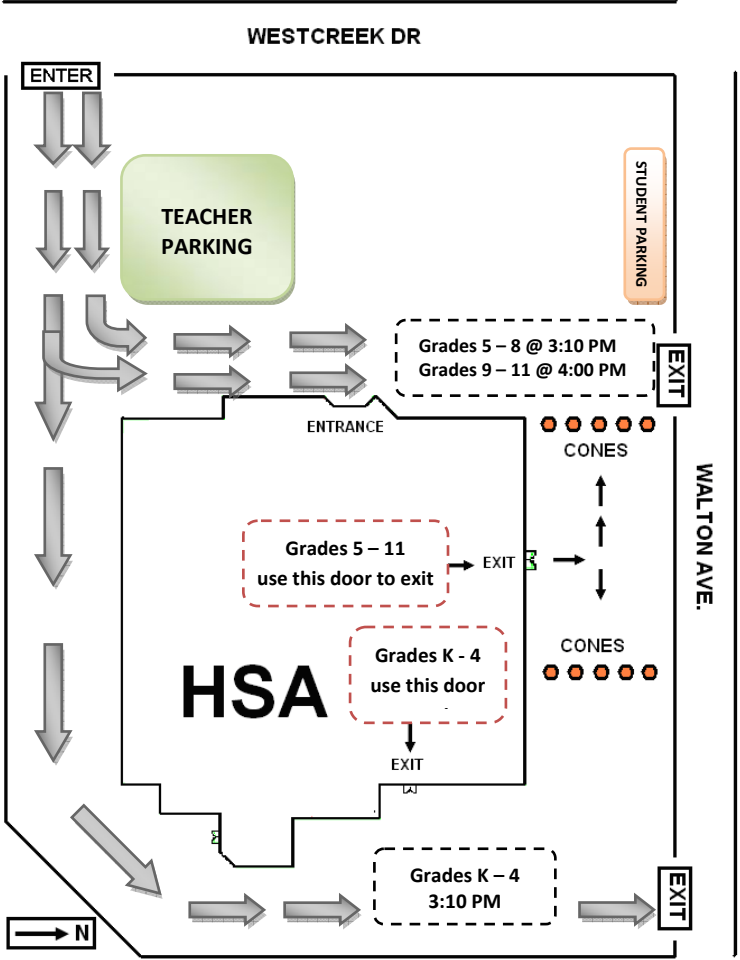 WESTCREEK DR
ENTER
TEACHER
PARKING
STUDENT PARKING
Grades 5 – 8 @ 3:10 PM
Grades 9 – 11 @ 4:00 PM
EXIT
ENTRANCE
CONES
WALTON AVE.
Grades 5 – 11
use this door to exit
EXIT
CONES
Grades K - 4
use this door
HSA
EXIT
Grades K – 4
3:10 PM
EXIT
N